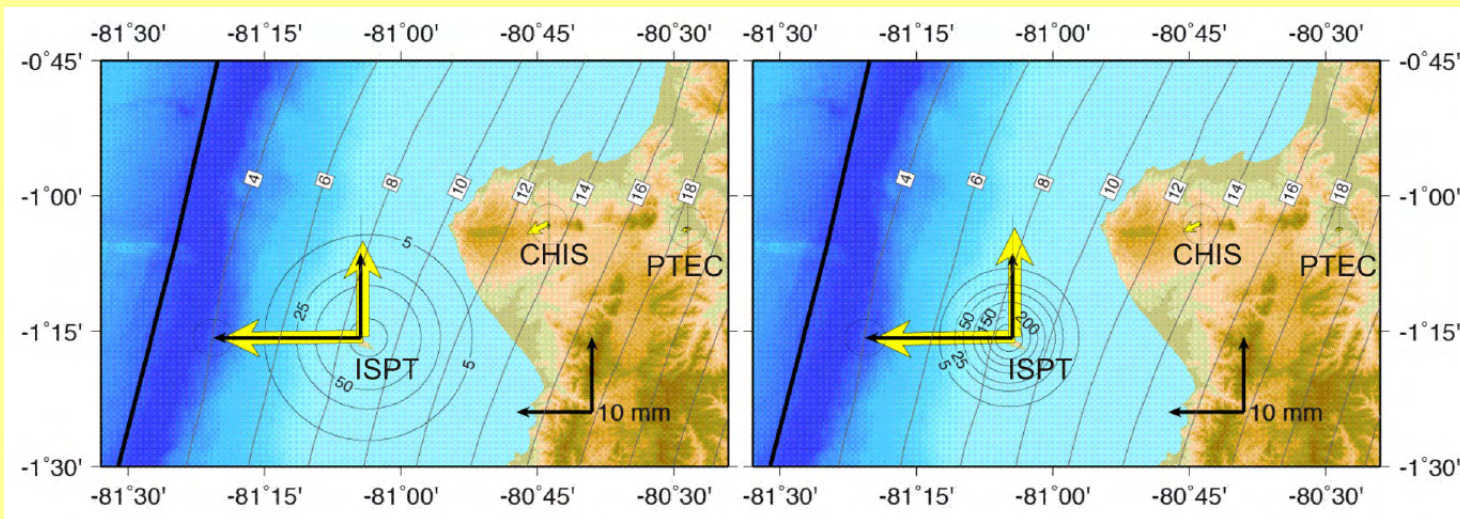 -81˚30' -81˚15' -81˚00' -80˚45' -80˚30' -81˚30' -81˚15' -81˚00' -80˚45' -80˚30'
-0˚45' -0˚45'
4 6 8 10 12 14 16 18 4 6 8 10 12 14 16 18
-1˚00' -1˚00'
CHIS CHIS
PTEC PTEC
5
25 50 150 200
-1˚15' -1˚15'
ISPT ISPT
50 5 5 25
10 mm 10 mm
-1˚30' -1˚30'
-81˚30' -81˚15' -81˚00' -80˚45' -80˚30' -81˚30' -81˚15' -81˚00' -80˚45' -80˚30'